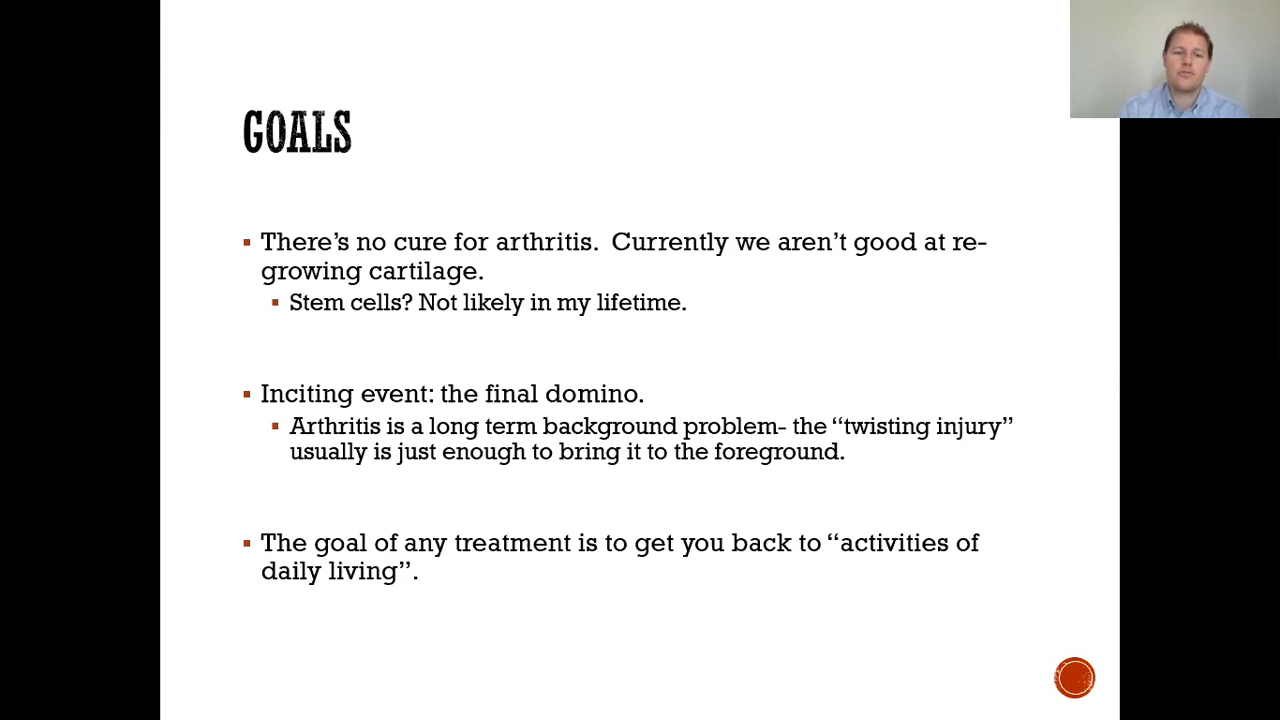 GOALS
▪ There’s no cure for arthritis.  Currently we aren’t good at re-
growing cartilage.
▪ Stem cells? Not likely in my lifetime.
▪ Inciting event: the final domino.
▪ Arthritis is a long term background problem- the “twisting injury”
usually is just enough to bring it to the foreground.
▪ The goal of any treatment is to get you back to “activities of
daily living”.